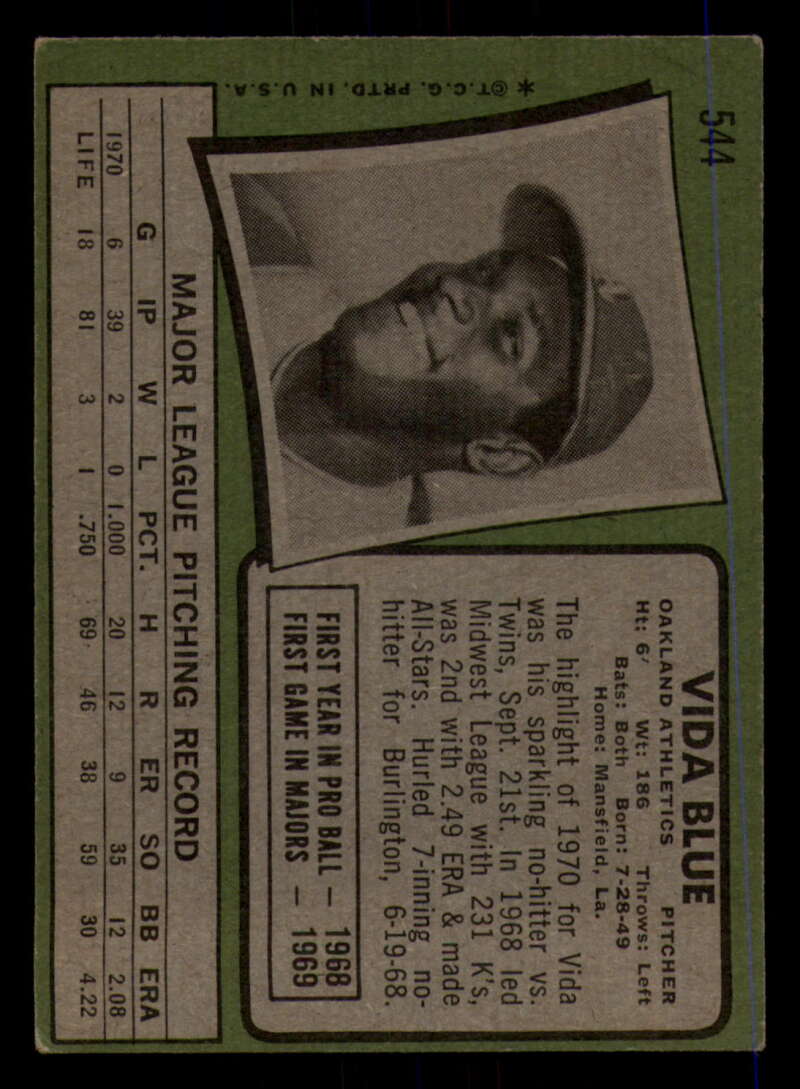 544
VIDA BLUE
OAKLAND ATHLETICS PITCHER
Ht: 6' Wt: 186 Throws: Left
Bats: Both Born: 7-28-49
Home: Mansfield, La.
The highlight of 1970 for Vida
was his sparkling no-hitter vs.
Twins, Sept. 21st. In 1968 led
Midwest League with 231 K's,
was 2nd with 2.49 ERA & made
All-Stars. Hurled 7-inning no-
hitter for Burlington, 6-19-68.
FIRST YEAR IN PRO BALL — 1968
FIRST GAME IN MAJORS — 1969
MAJOR LEAGUE PITCHING RECORD
G IP W L PCT. H R ER SO BB ERA
1970 6 39 2 0 1.000 20 12 9 35 12 2.08
LIFE 18 81 3 1 .750 69 46 38 59 30 4.22
* ©T.C.G. PRTD. IN U.S.A.